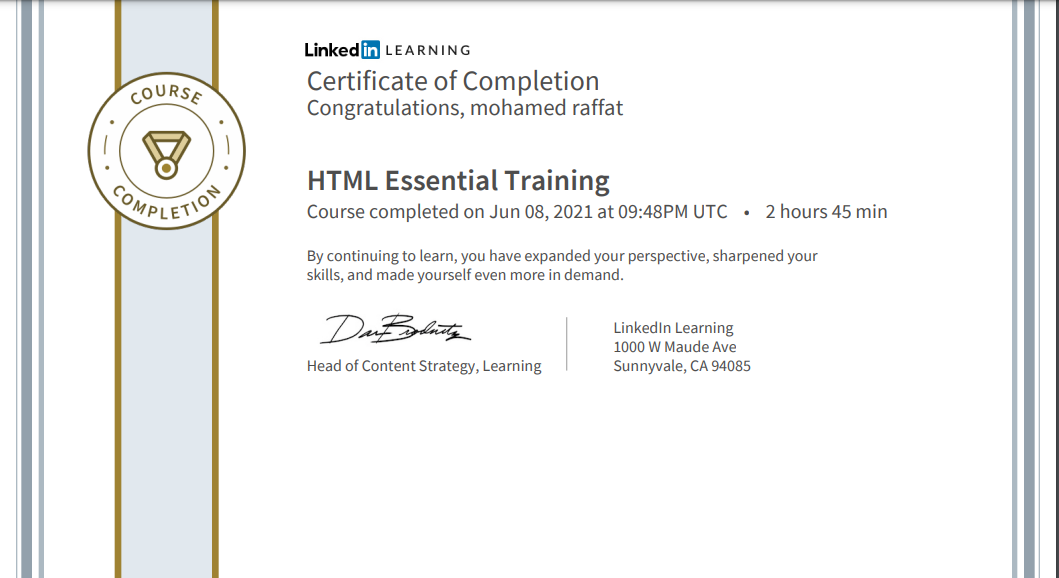 COURSE
COMPLETION
Linkedin LEARNING
Certificate of Completion
Congratulations, mohamed raffat
HTML Essential Training
Course completed on Jun 08, 2021 at 09:48PM UTC • 2 hours 45 min
By continuing to learn, you have expanded your perspective, sharpened your
skills, and made yourself even more in demand.
Head of Content Strategy, Learning
LinkedIn Learning
1000 W Maude Ave
Sunnyvale, CA 94085